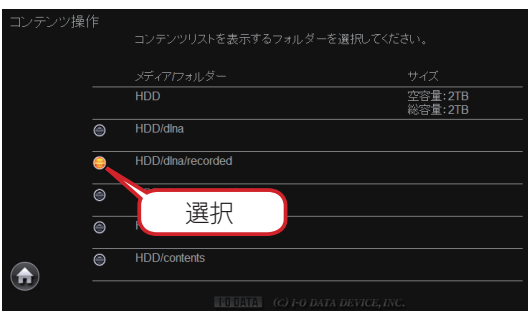 コンテンツ操作
コンテンツリストを表示するフォルダーを選択してください。
メディア/フォルダー サイズ
HDD 空容量：2TB
総容量：2TB
HDD/dlna
HDD/dlna/recorded
選択
HDD/contents
I-O DATA (C) I-O DATA DEVICE, INC.